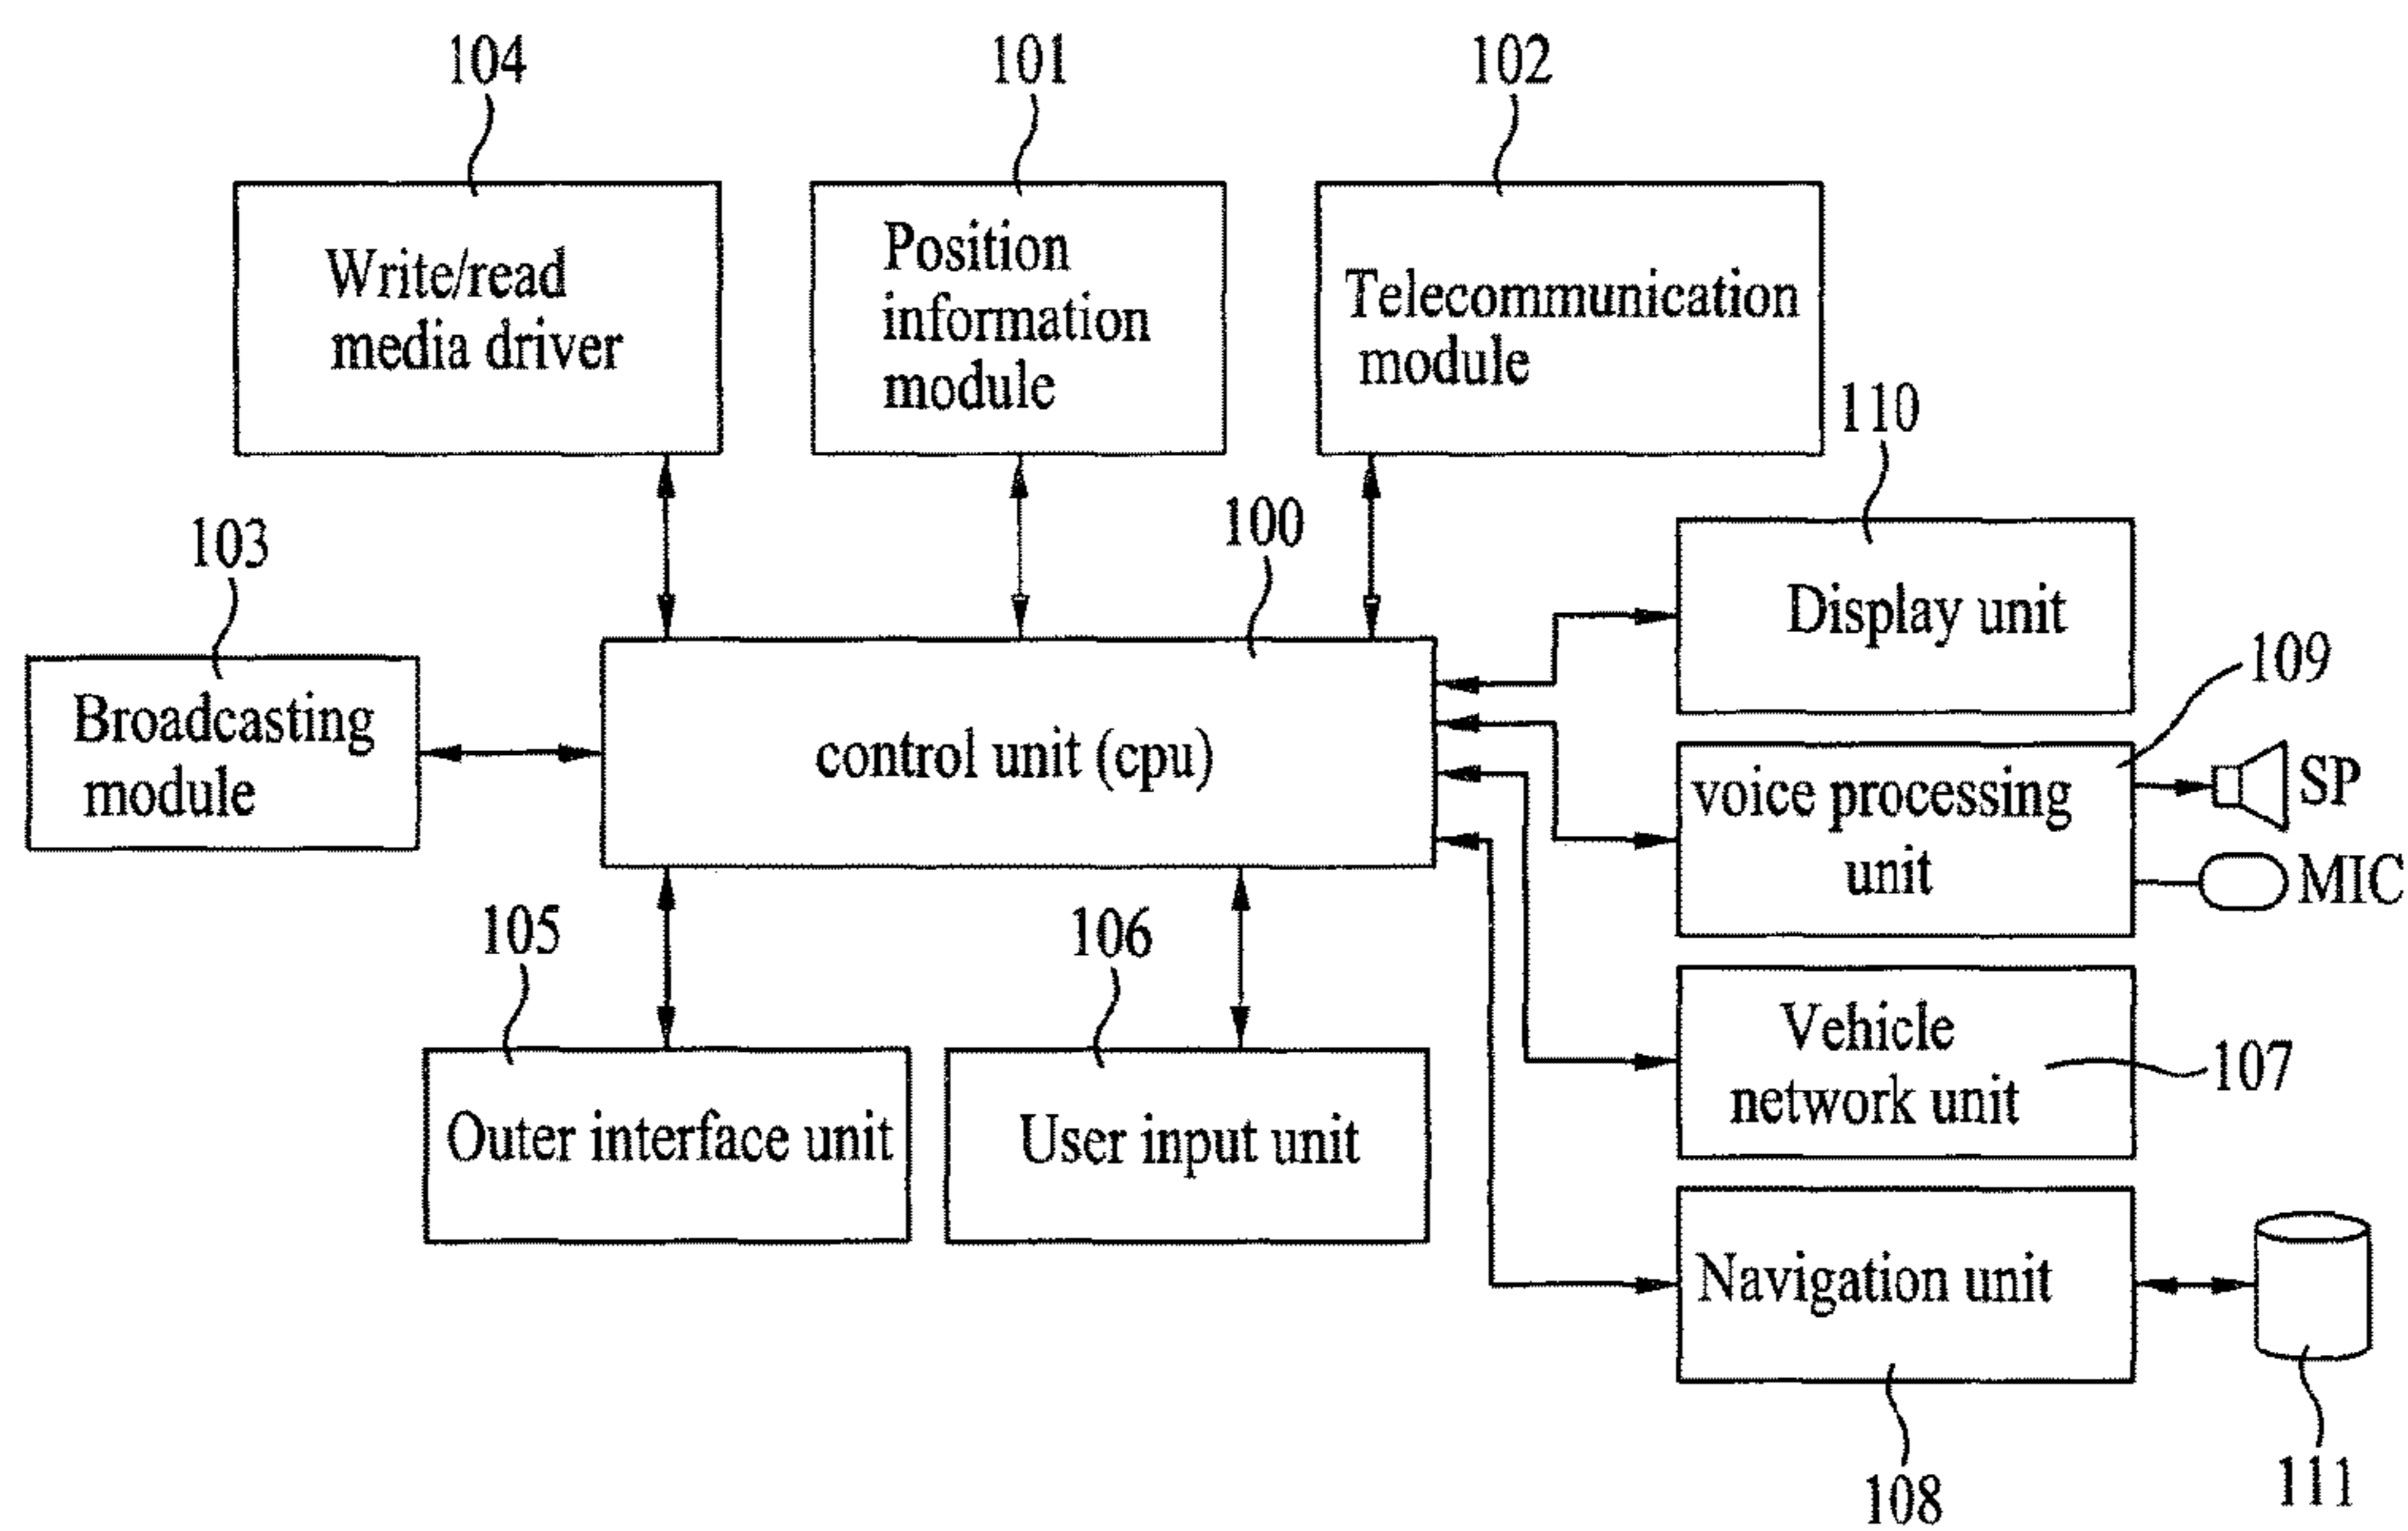 104
101
102
Write/read
media driver
Position
information
module
Telecommunication
module
110
100
103
Display unit
109
Broadcasting
module
control unit (cpu)
voice processing
unit
SP
MIC
105
106
Vehicle
network unit
107
Outer interface unit
User input unit
Navigation unit
108
111